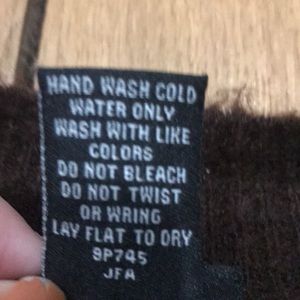 HAND WASH COLD
WATER ONLY
WASH WITH LIKE
COLORS
DO NOT BLEACH
DO NOT TWIST
OR WRING
LAY FLAT TO DRY
9P745
JFA